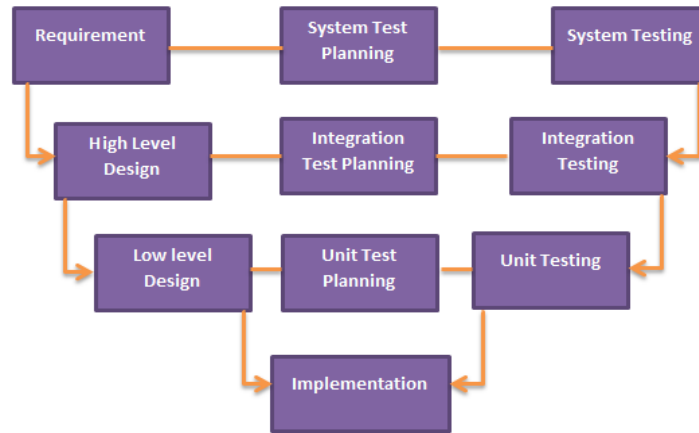 Requirement
System Test
Planning
System Testing
High Level
Design
Integration
Test Planning
Integration
Testing
Low level
Design
Unit Test
Planning
Unit Testing
Implementation